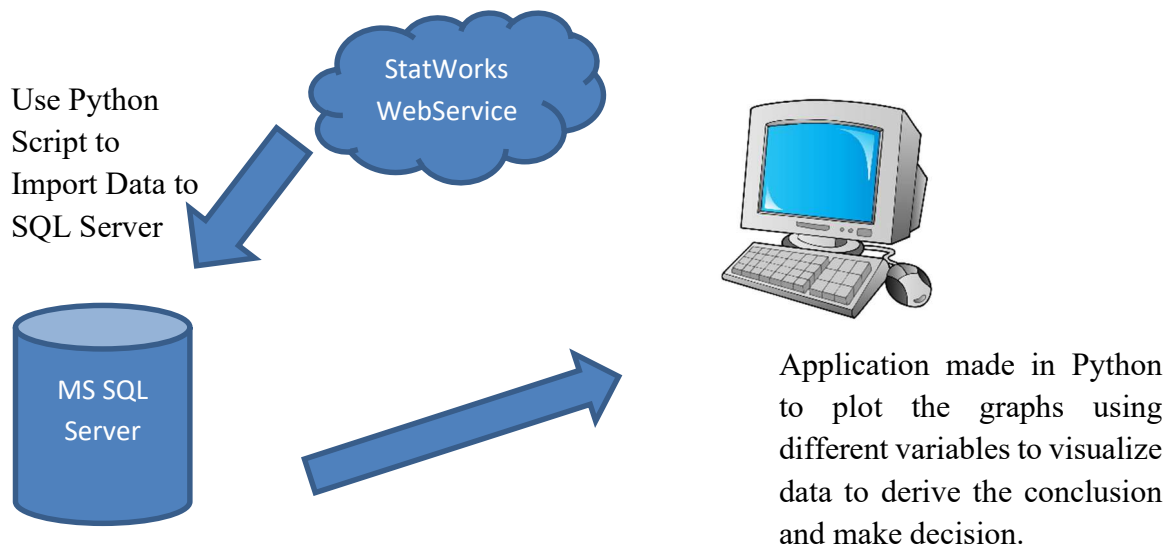 StatWorks
WebService
Use Python
Script to
Import Data to
SQL Server
MS SQL
Server
Application made in Python
to plot the graphs using
different variables to visualize
data to derive the conclusion
and make decision.